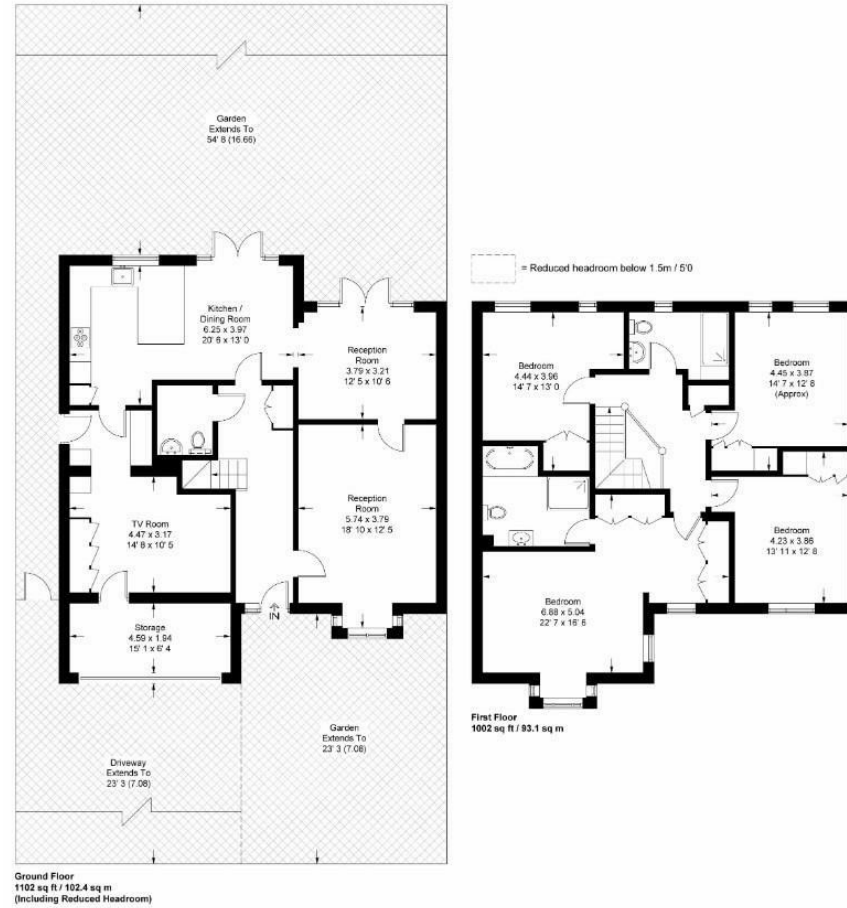 Garden
Extends To
54' 8 (16.66)
= Reduced headroom below 1.5m / 5'0
Kitchen /
Dining Room
6.25 x 3.97
20' 6 x 13' 0
Reception
Room
3.79 x 3.21
12' 5 x 10' 6
Bedroom
4.44 x 3.96
14' 7 x 13' 0
Bedroom
4.45 x 3.87
14' 7 x 12' 8
(Approx)
Reception
Room
5.74 x 3.79
18' 10 x 12' 5
TV Room
4.47 x 3.17
14' 8 x 10' 5
Bedroom
4.23 x 3.86
13' 11 x 12' 8
IN
Storage
4.59 x 1.94
15' 1 x 6' 4
Bedroom
6.88 x 5.04
22' 7 x 16' 6
First Floor
1002 sq ft / 93.1 sq m
Garden
Extends To
23' 3 (7.08)
Driveway
Extends To
23' 3 (7.08)
Ground Floor
1102 sq ft / 102.4 sq m
(Including Reduced Headroom)